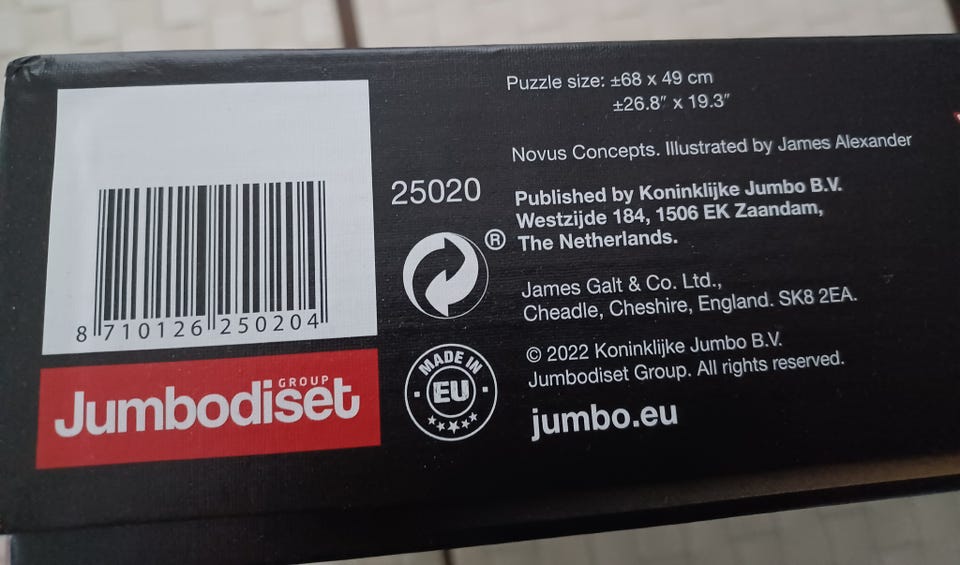 Puzzle size: ±68 x 49 cm
±26.8″ x 19.3″
Novus Concepts. Illustrated by James Alexander
25020
Published by Koninklijke Jumbo B.V.
Westzijde 184, 1506 EK Zaandam,
The Netherlands.
®
James Galt & Co. Ltd.,
Cheadle, Cheshire, England. SK8 2EA.
8 710126 250204
MADE IN
EU
© 2022 Koninklijke Jumbo B.V.
Jumbodiset Group. All rights reserved.
GROUP
Jumbodiset
jumbo.eu